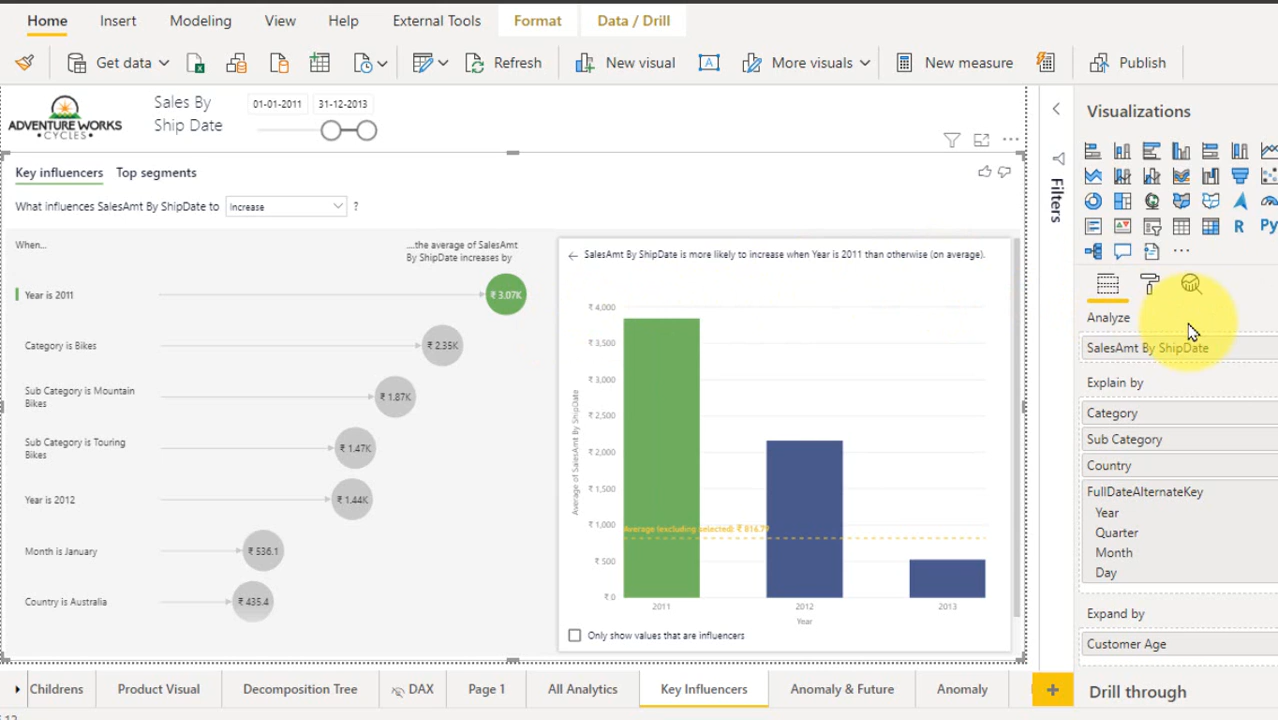 Home Insert Modeling View Help External Tools Format Data / Drill
Get data Refresh New visual More visuals New measure Publish
ADVENTURE WORKS
CYCLES
Sales By
Ship Date
01-01-2011 31-12-2013
Key influencers Top segments
What influences SalesAmt By ShipDate to Increase ?
When...
....the average of SalesAmt
By ShipDate increases by
Year is 2011 ₹ 3.07K
Category is Bikes ₹ 2.35K
Sub Category is Mountain
Bikes
₹ 1.87K
Sub Category is Touring
Bikes
₹ 1.47K
Year is 2012 ₹ 1.44K
Month is January ₹ 536.1
Country is Australia ₹ 435.4
SalesAmt By ShipDate is more likely to increase when Year is 2011 than otherwise (on average).
Average of SalesAmt By ShipDate
₹ 4,000
₹ 3,500
₹ 3,000
₹ 2,500
₹ 2,000
₹ 1,500
₹ 1,000
₹ 500
₹ 0
Average (excluding selected): ₹ 816.79
2011 2012 2013
Year
Only show values that are influencers
Filters
Visualizations
R Py
Analyze
SalesAmt By ShipDate
Explain by
Category
Sub Category
Country
FullDateAlternateKey
Year
Quarter
Month
Day
Expand by
Customer Age
Drill through
Childrens Product Visual Decomposition Tree DAX Page 1 All Analytics Key Influencers Anomaly & Future Anomaly